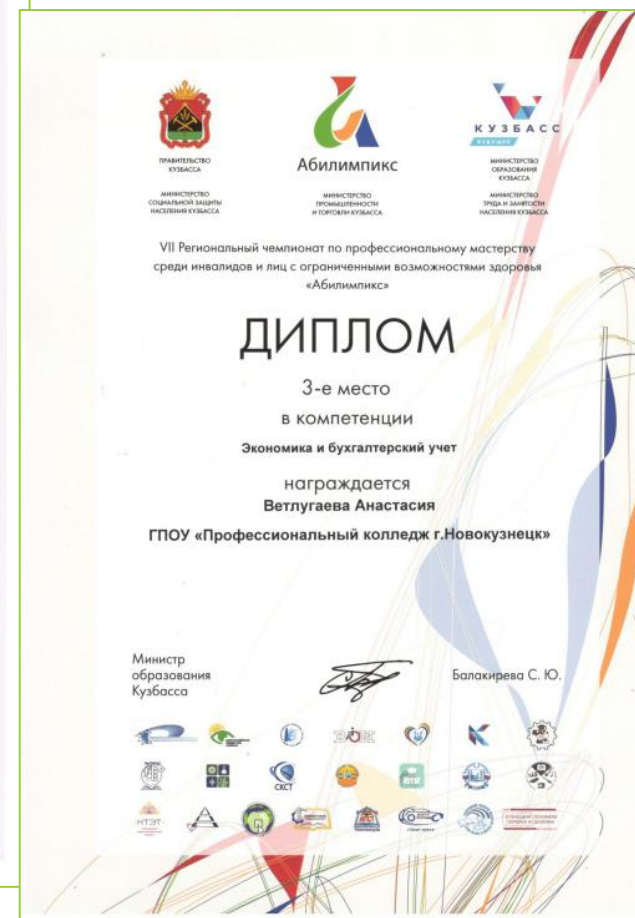 ПРАВИТЕЛЬСТВО
КУЗБАССА
МИНИСТЕРСТВО
СОЦИАЛЬНОЙ ЗАЩИТЫ
НАСЕЛЕНИЯ КУЗБАССА
Абилимпикс
МИНИСТЕРСТВО
ПРОМЫШЛЕННОСТИ
И ТОРГОВЛИ КУЗБАССА
КУЗБАСС
МИНИСТЕРСТВО
ОБРАЗОВАНИЯ
КУЗБАССА
МИНИСТЕРСТВО
ТРУДА И ЗАНЯТОСТИ
НАСЕЛЕНИЯ КУЗБАССА
VII Региональный чемпионат по профессиональному мастерству
среди инвалидов и лиц с ограниченными возможностями здоровья
«Абилимпикс»
ДИПЛОМ
3-е место
в компетенции
Экономика и бухгалтерский учет
награждается
Ветлугаева Анастасия
ГПОУ «Профессиональный колледж г.Новокузнецк»
Министр
образования
Кузбасса
Балакирева С. Ю.
СКСТ
НТЭТ